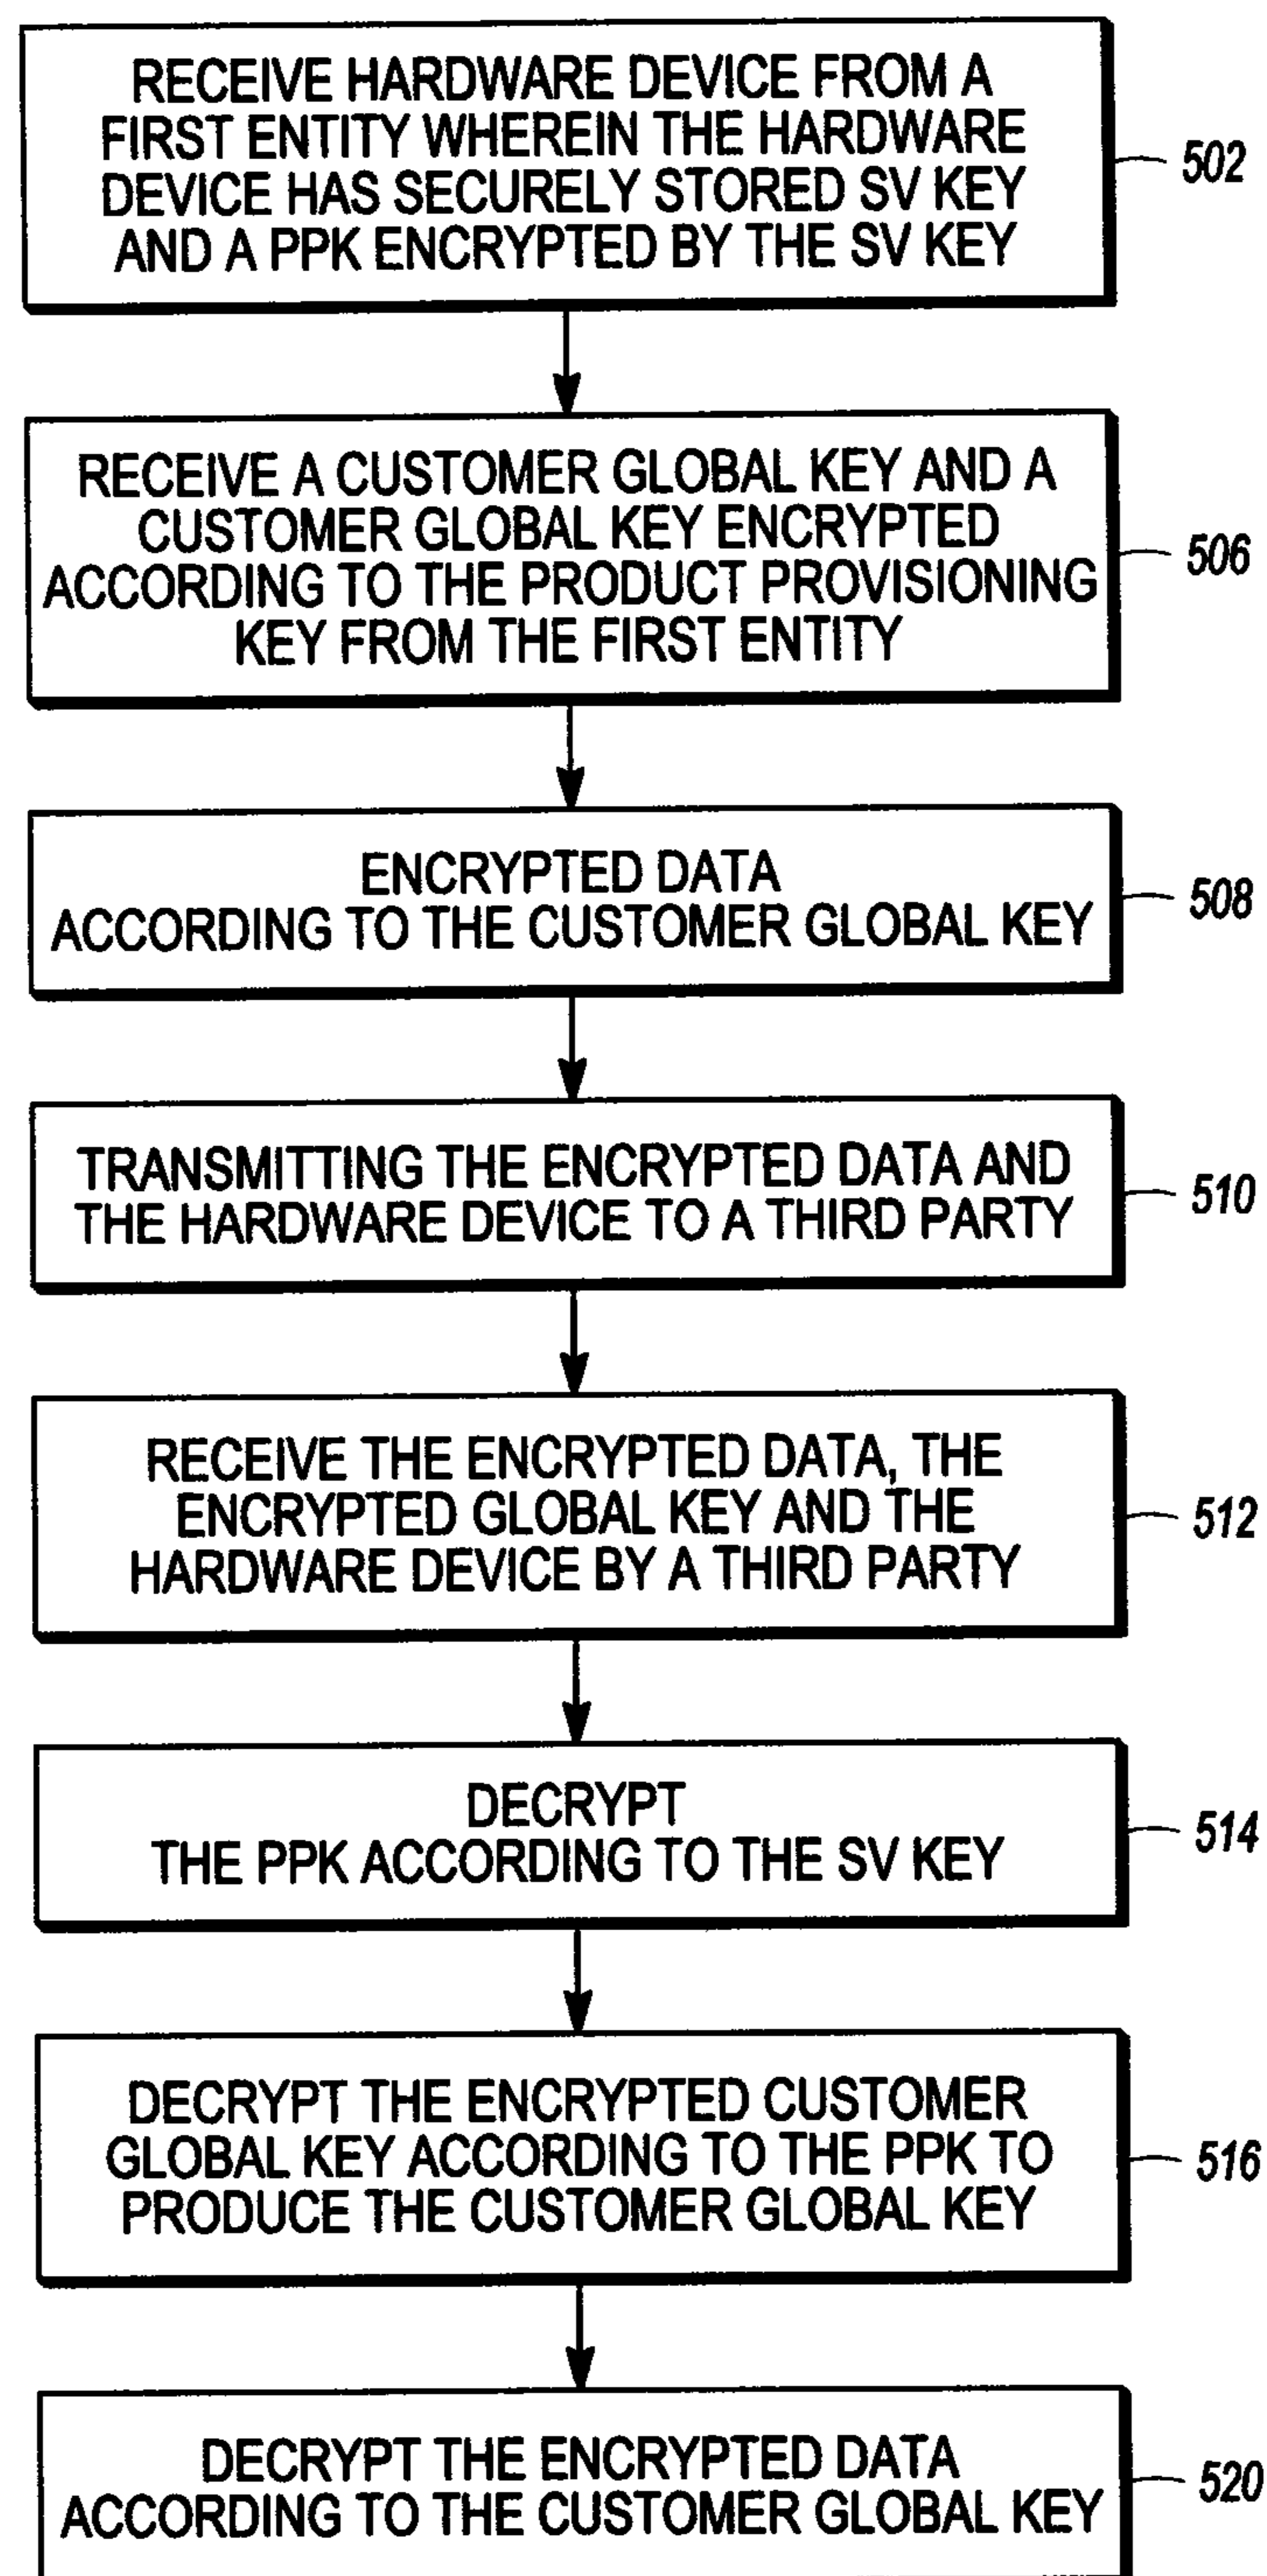 RECEIVE HARDWARE DEVICE FROM A
FIRST ENTITY WHEREIN THE HARDWARE
DEVICE HAS SECURELY STORED SV KEY
AND A PPK ENCRYPTED BY THE SV KEY
502
RECEIVE A CUSTOMER GLOBAL KEY AND A
CUSTOMER GLOBAL KEY ENCRYPTED
ACCORDING TO THE PRODUCT PROVISIONING
KEY FROM THE FIRST ENTITY
506
ENCRYPTED DATA
ACCORDING TO THE CUSTOMER GLOBAL KEY
508
TRANSMITTING THE ENCRYPTED DATA AND
THE HARDWARE DEVICE TO A THIRD PARTY
510
RECEIVE THE ENCRYPTED DATA, THE
ENCRYPTED GLOBAL KEY AND THE
HARDWARE DEVICE BY A THIRD PARTY
512
DECRYPT
THE PPK ACCORDING TO THE SV KEY
514
DECRYPT THE ENCRYPTED CUSTOMER
GLOBAL KEY ACCORDING TO THE PPK TO
PRODUCE THE CUSTOMER GLOBAL KEY
516
DECRYPT THE ENCRYPTED DATA
ACCORDING TO THE CUSTOMER GLOBAL KEY
520